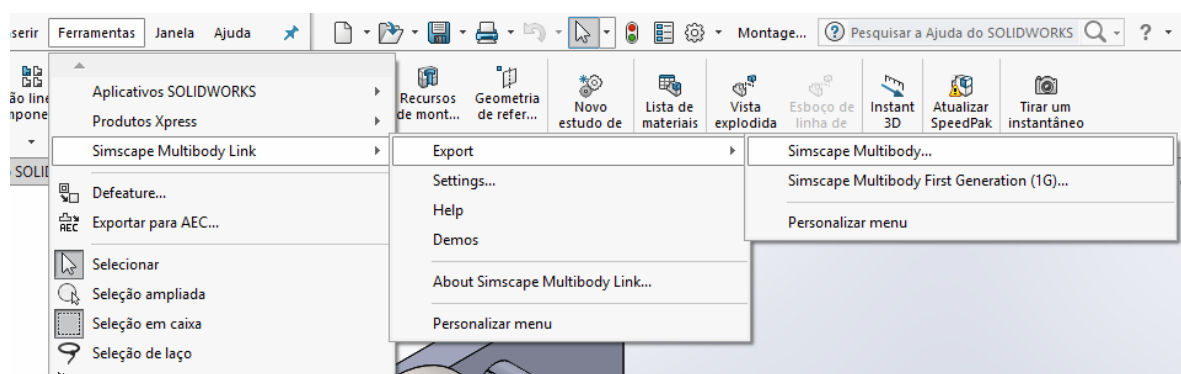 serir Ferramentas Janela Ajuda Montage... Pesquisar a Ajuda do SOLIDWORKS ?
ão line
mpone
Recursos
de mont...
Geometria
de refer...
Novo
estudo de
Lista de
materiais
Vista
explodida
Esboço de
linha de
Instant
3D
Atualizar
SpeedPak
Tirar um
instantâneo
SOLI
Aplicativos SOLIDWORKS
Produtos Xpress
Simscape Multibody Link
Defeature...
Exportar para AEC...
Selecionar
Seleção ampliada
Seleção em caixa
Seleção de laço
Export
Settings...
Help
Demos
About Simscape Multibody Link...
Personalizar menu
Simscape Multibody...
Simscape Multibody First Generation (1G)...
Personalizar menu